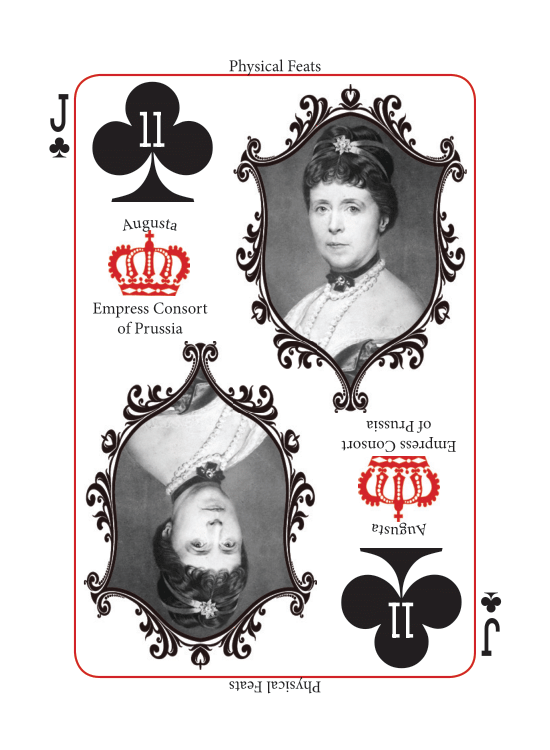 Physical Feats
J
11
Augusta
Empress Consort
of Prussia
Empress Consort
of Prussia
Augusta
11
J
Physical Feats